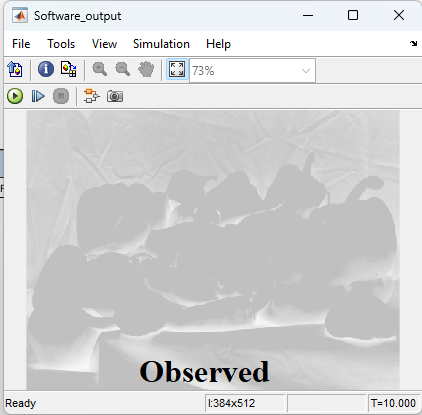 Software_output
File Tools View Simulation Help
73%
Observed
Ready I:384x512 T=10.000